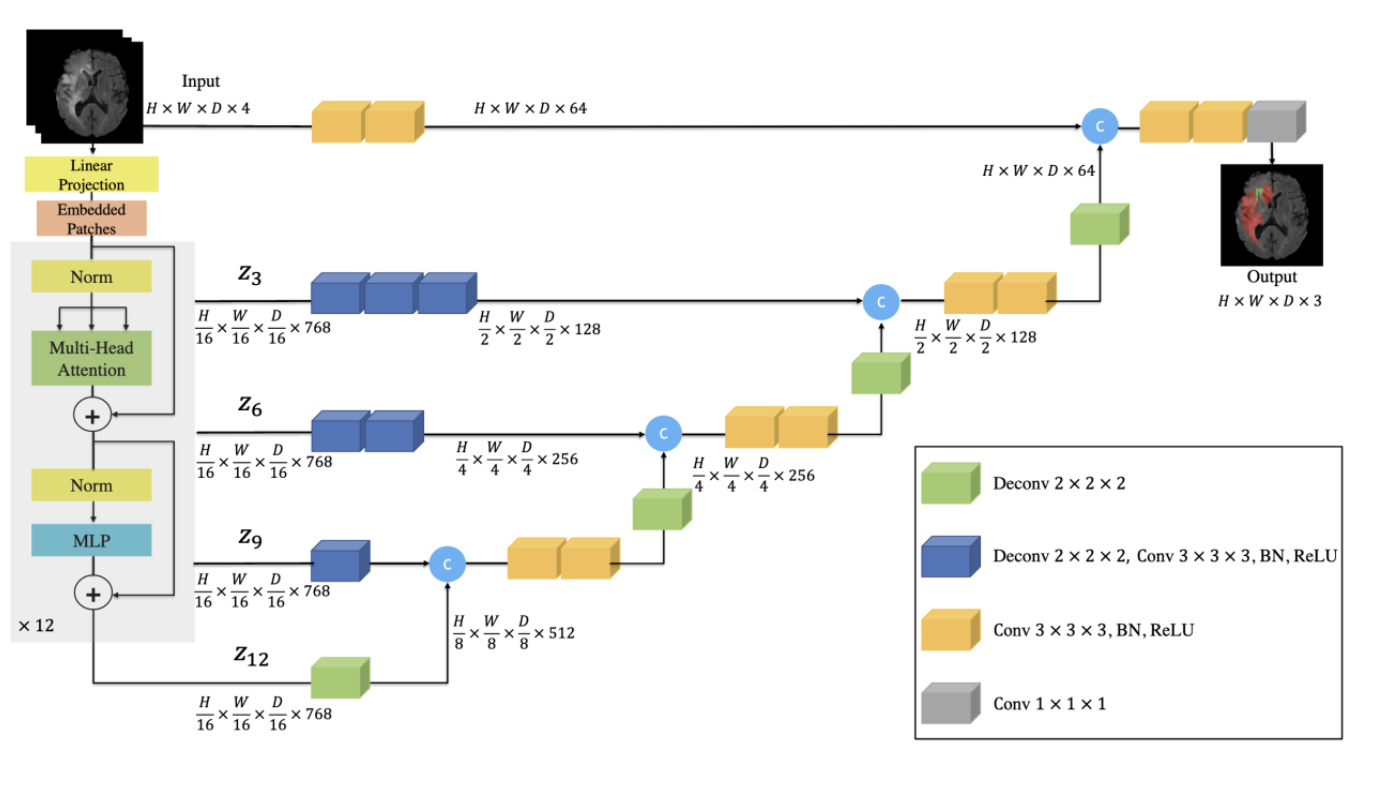 Input
H × W × D × 4
H × W × D × 64
C
Linear
Projection
H × W × D × 64
Embedded
Patches
Norm
Z₃
H/16 × W/16 × D/16 × 768
H/2 × W/2 × D/2 × 128
C
H/2 × W/2 × D/2 × 128
Output
H × W × D × 3
Multi-Head
Attention
+
Z₆
H/16 × W/16 × D/16 × 768
H/4 × W/4 × D/4 × 256
C
H/4 × W/4 × D/4 × 256
Norm
MLP
+
× 12
Z₉
H/16 × W/16 × D/16 × 768
C
H/8 × W/8 × D/8 × 512
Z₁₂
H/16 × W/16 × D/16 × 768
Deconv 2 × 2 × 2
Deconv 2 × 2 × 2, Conv 3 × 3 × 3, BN, ReLU
Conv 3 × 3 × 3, BN, ReLU
Conv 1 × 1 × 1